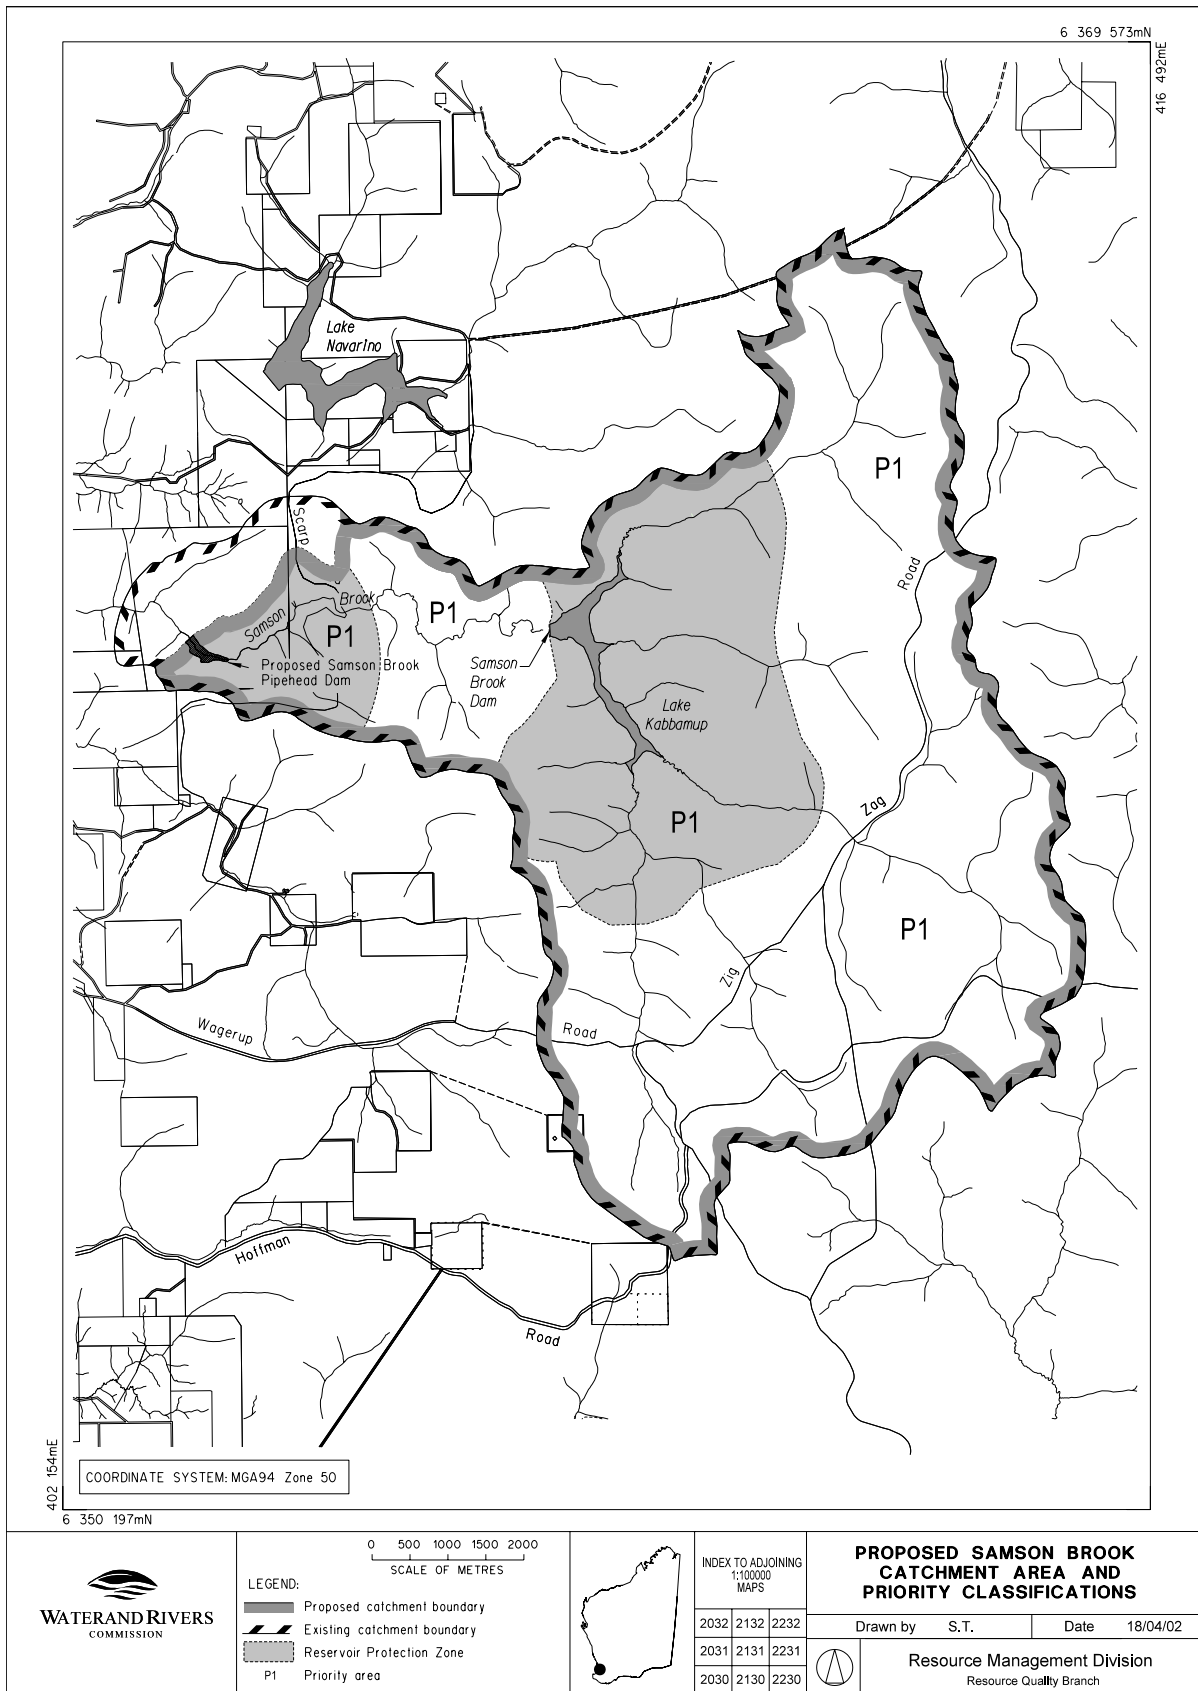 6 369 573mN
416 492mE
Lake
Navarino
P1
Scarp
Road
Samson
Brook
P1
P1
Proposed Samson Brook
Pipehead Dam
Samson
Brook
Dam
Lake
Kabbamup
P1
Zag
P1
Zig
Wagerup
Road
Hoffman
Road
402 154mE
COORDINATE SYSTEM: MGA94 Zone 50
6 350 197mN
WATER AND RIVERS
COMMISSION
0 500 1000 1500 2000
SCALE OF METRES
LEGEND:
Proposed catchment boundary
Existing catchment boundary
Reservoir Protection Zone
P1 Priority area
INDEX TO ADJOINING
1:100000
MAPS
2032 2132 2232
2031 2131 2231
2030 2130 2230
PROPOSED SAMSON BROOK
CATCHMENT AREA AND
PRIORITY CLASSIFICATIONS
Drawn by S.T. Date 18/04/02
Resource Management Division
Resource Quality Branch